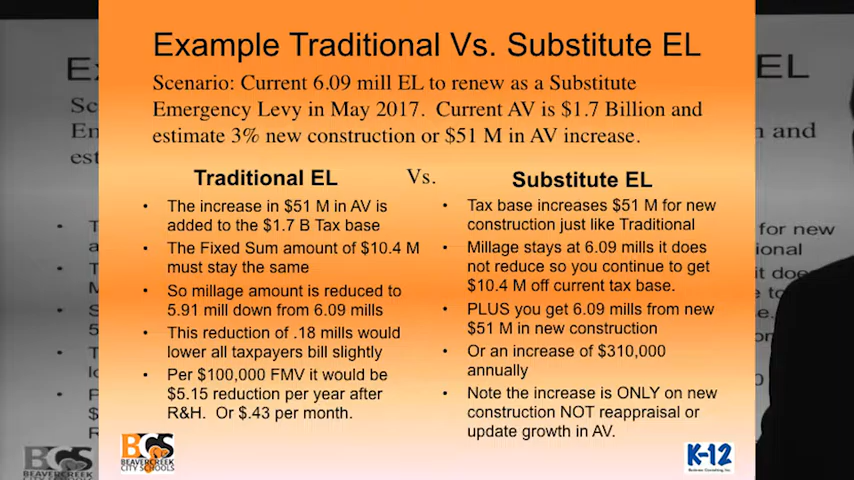 Example Traditional Vs. Substitute EL
Scenario: Current 6.09 mill EL to renew as a Substitute
Emergency Levy in May 2017. Current AV is $1.7 Billion and
estimate 3% new construction or $51 M in AV increase.
Traditional EL
Vs.
Substitute EL
• The increase in $51 M in AV is
added to the $1.7 B Tax base
• The Fixed Sum amount of $10.4 M
must stay the same
• So millage amount is reduced to
5.91 mill down from 6.09 mills
• This reduction of .18 mills would
lower all taxpayers bill slightly
• Per $100,000 FMV it would be
$5.15 reduction per year after
R&H. Or $.43 per month.
• Tax base increases $51 M for new
construction just like Traditional
• Millage stays at 6.09 mills it does
not reduce so you continue to get
$10.4 M off current tax base.
• PLUS you get 6.09 mills from new
$51 M in new construction
• Or an increase of $310,000
annually
• Note the increase is ONLY on new
construction NOT reappraisal or
update growth in AV.
BCS
BEAVERCREEK
CITY SCHOOLS
K-12
Business Consulting, Inc.